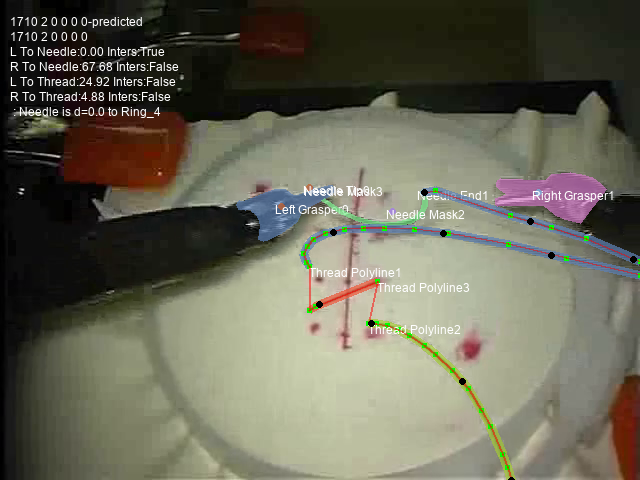 1710 2 0 0 0 0-predicted
1710 2 0 0 0 0
L To Needle:0.00 Inters:True
R To Needle:67.68 Inters:False
L To Thread:24.92 Inters:False
R To Thread:4.88 Inters:False
: Needle is d=0.0 to Ring_4
Needle Mask3
Needle End1
Right Grasper1
Left Grasper0
Needle Mask2
Thread Polyline1
Thread Polyline3
Thread Polyline2